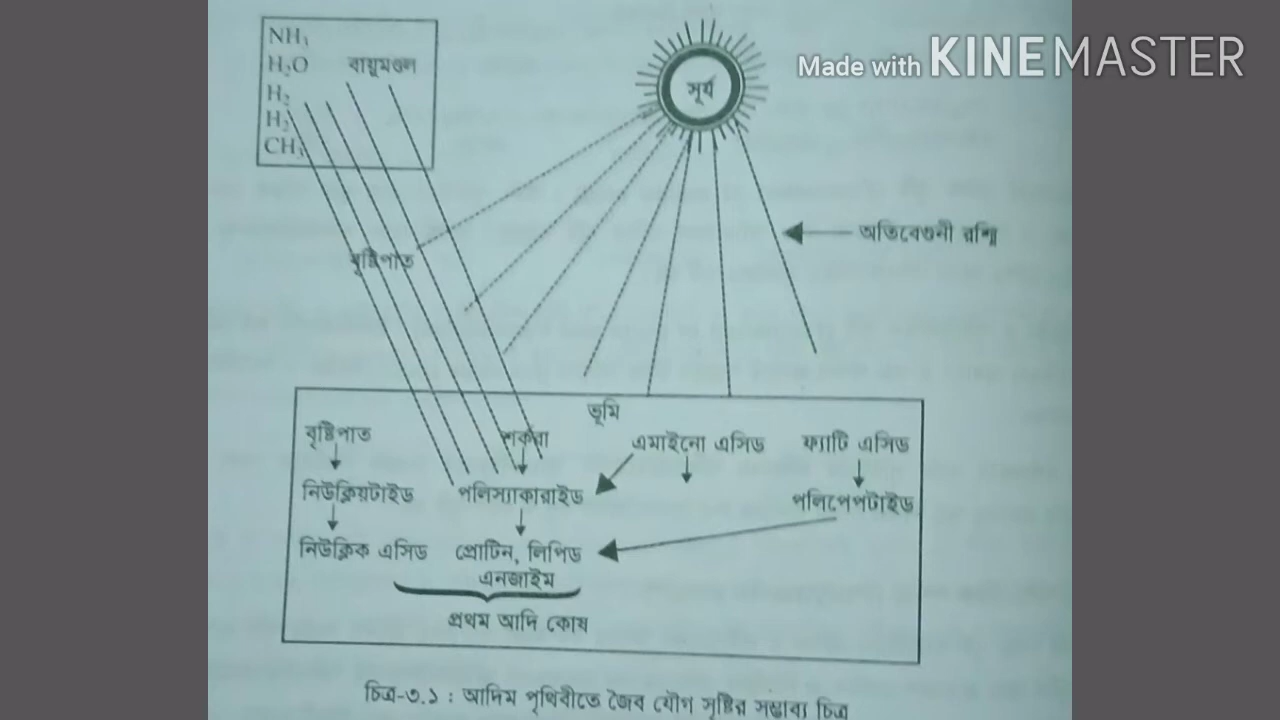 NH₃
H₂O বায়ুমণ্ডল
H₂
H₂
CH₃
সূর্য
Made with KINEMASTER
অতিবেগুনী রশ্মি
বৃষ্টিপাত
ভূমি
বৃষ্টিপাত শর্করা এমাইনো এসিড ফ্যাটি এসিড
নিউক্লিয়টাইড পলিস্যাকারাইড পলিপেপটাইড
নিউক্লিক এসিড প্রোটিন, লিপিড
এনজাইম
প্রথম আদি কোষ
চিত্র-৩.১ : আদিম পৃথিবীতে জৈব যৌগ সৃষ্টির সম্ভাব্য চিত্র